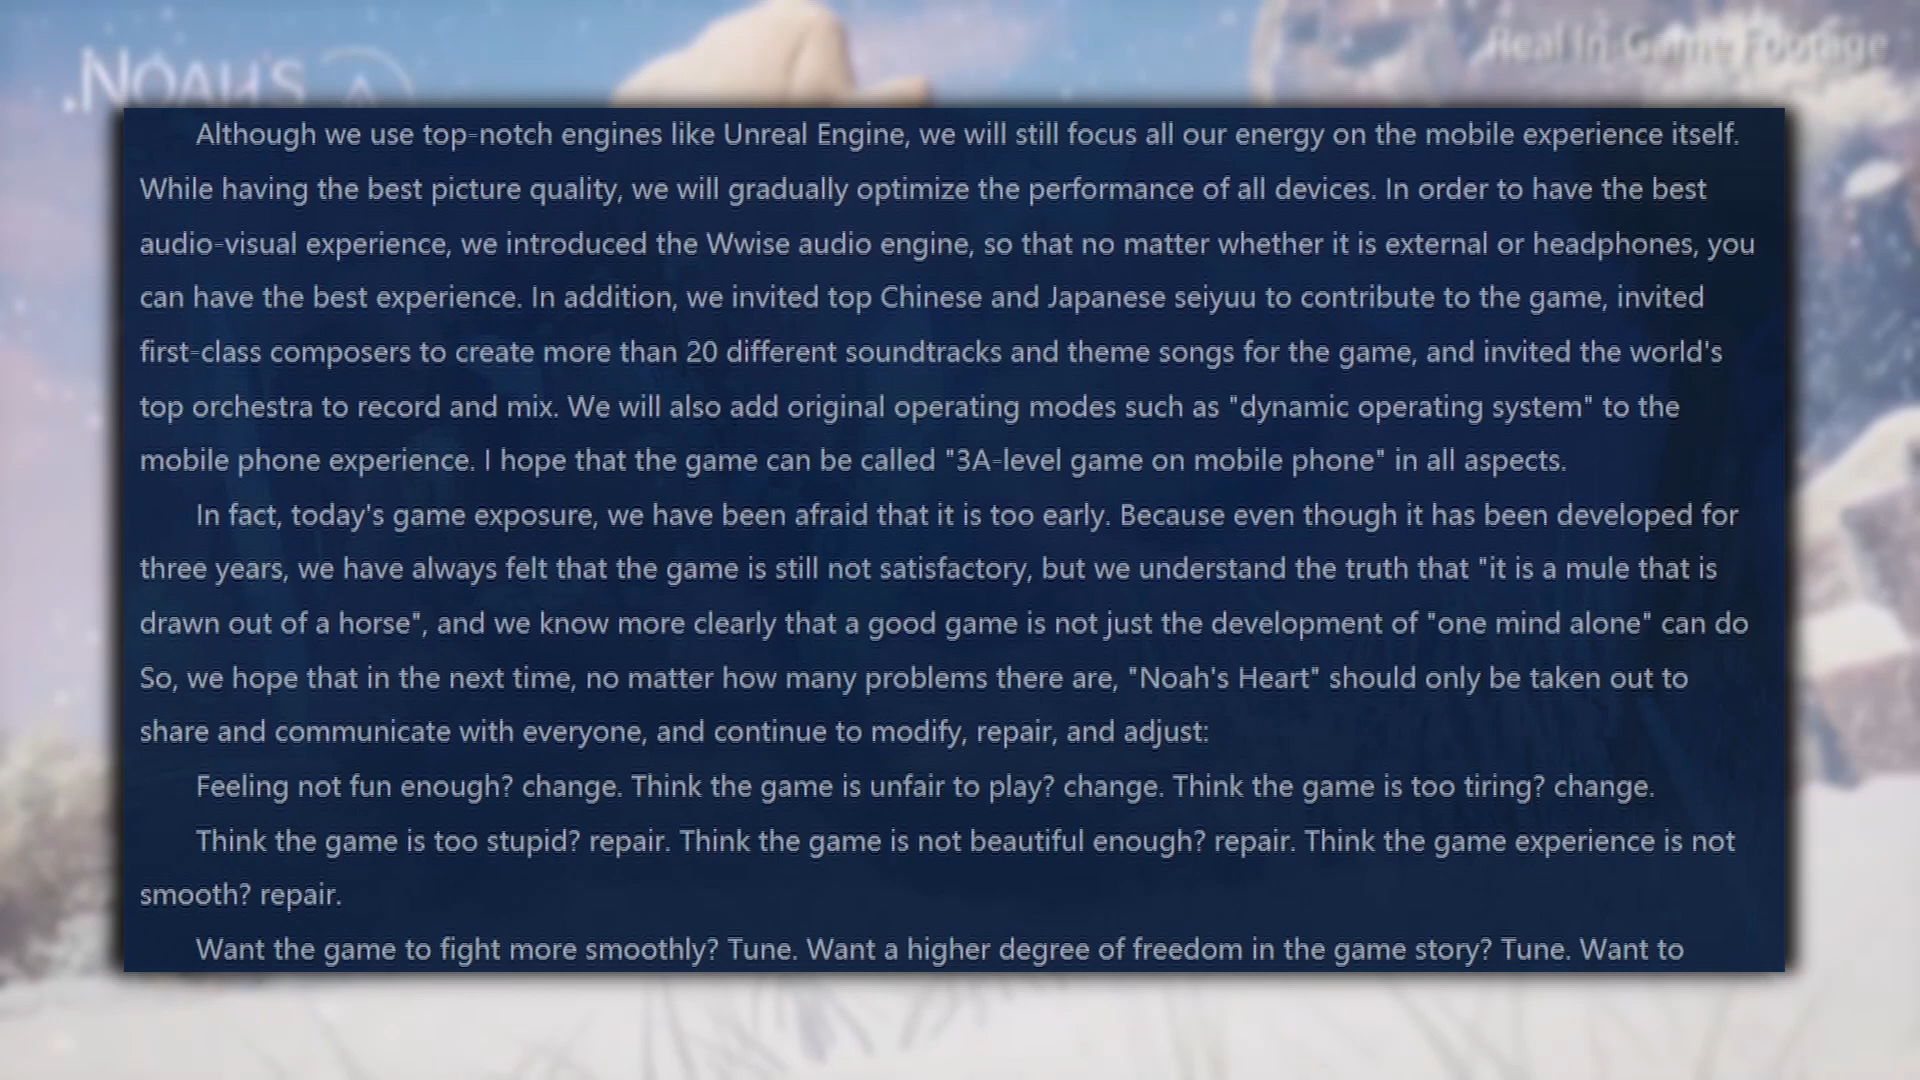 NOAH'S
Real In-Game Footage
Although we use top-notch engines like Unreal Engine, we will still focus all our energy on the mobile experience itself.
While having the best picture quality, we will gradually optimize the performance of all devices. In order to have the best
audio-visual experience, we introduced the Wwise audio engine, so that no matter whether it is external or headphones, you
can have the best experience. In addition, we invited top Chinese and Japanese seiyuu to contribute to the game, invited
first-class composers to create more than 20 different soundtracks and theme songs for the game, and invited the world's
top orchestra to record and mix. We will also add original operating modes such as "dynamic operating system" to the
mobile phone experience. I hope that the game can be called "3A-level game on mobile phone" in all aspects.
In fact, today's game exposure, we have been afraid that it is too early. Because even though it has been developed for
three years, we have always felt that the game is still not satisfactory, but we understand the truth that "it is a mule that is
drawn out of a horse", and we know more clearly that a good game is not just the development of "one mind alone" can do
So, we hope that in the next time, no matter how many problems there are, "Noah's Heart" should only be taken out to
share and communicate with everyone, and continue to modify, repair, and adjust:
Feeling not fun enough? change. Think the game is unfair to play? change. Think the game is too tiring? change.
Think the game is too stupid? repair. Think the game is not beautiful enough? repair. Think the game experience is not
smooth? repair.
Want the game to fight more smoothly? Tune. Want a higher degree of freedom in the game story? Tune. Want to